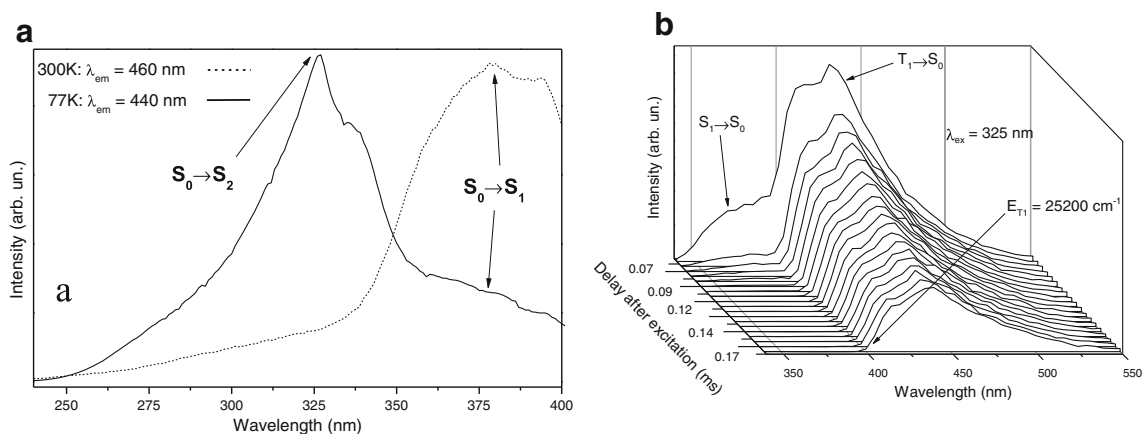 a
300K: λem = 460 nm
77K: λem = 440 nm
S0→S2
S0→S1
a
Intensity (arb. un.)
250 275 300 325 350 375 400
Wavelength (nm)
b
T1→S0
S1→S0
λex = 325 nm
ET1 = 25200 cm-1
Intensity (arb. un.)
0.07
0.09
0.12
0.14
0.17
Delay after excitation (ms)
350 400 450 500 550
Wavelength (nm)